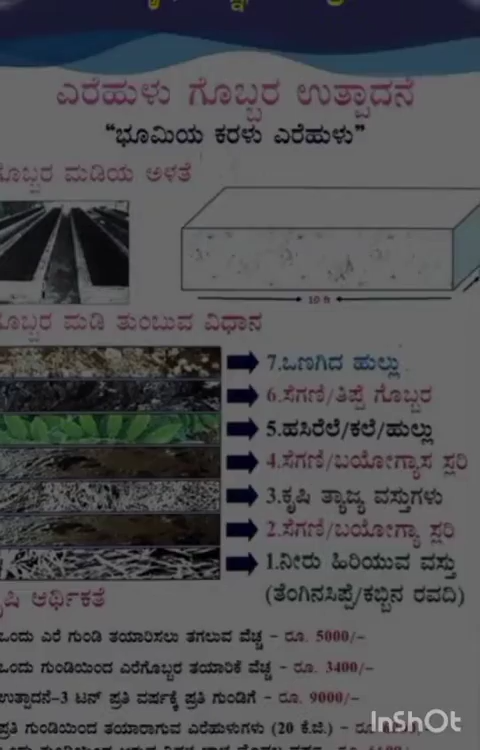 ಎರೆಹುಳು ಗೊಬ್ಬರ ಉತ್ಪಾದನೆ
“ಭೂಮಿಯ ಕರಳು ಎರೆಹುಳು”
ಗೊಬ್ಬರ ಮಡಿಯ ಅಳತೆ
10 ft
ಗೊಬ್ಬರ ಮಡಿ ತುಂಬುವ ವಿಧಾನ
7.ಒಣಗಿದ ಹುಲ್ಲು
6.ಸೆಗಣಿ/ತಿಪ್ಪೆ ಗೊಬ್ಬರ
5.ಹಸಿರೆಲೆ/ಕಳೆ/ಹುಲ್ಲು
4.ಸೆಗಣಿ/ಬಯೋಗ್ಯಾಸ ಸ್ಲರಿ
3.ಕೃಷಿ ತ್ಯಾಜ್ಯ ವಸ್ತುಗಳು
2.ಸೆಗಣಿ/ಬಯೋಗ್ಯಾ ಸ್ಲರಿ
1.ನೀರು ಹಿರಿಯುವ ವಸ್ತು
(ತೆಂಗಿನಸಿಪ್ಪೆ/ಕಬ್ಬಿನ ರವದಿ)
ಷಿ ಆರ್ಥಿಕತೆ
ಒಂದು ಎರೆ ಗುಂಡಿ ತಯಾರಿಸಲು ತಗಲುವ ವೆಚ್ಚ - ರೂ. 5000/-
ಒಂದು ಗುಂಡಿಯಿಂದ ಎರೆಗೊಬ್ಬರ ತಯಾರಿಕೆ ವೆಚ್ಚ - ರೂ. 3400/-
ಉತ್ಪಾದನೆ-3 ಟನ್ ಪ್ರತಿ ವರ್ಷಕ್ಕೆ ಪ್ರತಿ ಗುಂಡಿಗೆ - ರೂ. 9000/-
ಪ್ರತಿ ಗುಂಡಿಯಿಂದ ತಯಾರಾಗುವ ಎರೆಹುಳುಗಳು (20 ಕೆ.ಜಿ.) - ರೂ.
InShOt